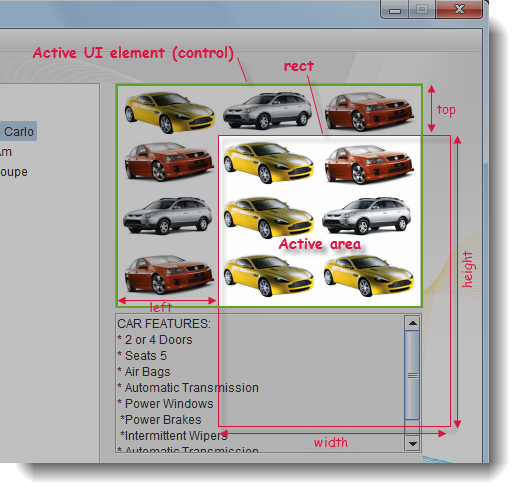 Active UI element (control)
rect
top
Carlo
Am
oupe
Active area
height
left
CAR FEATURES:
* 2 or 4 Doors
* Seats 5
* Air Bags
* Automatic Transmission
* Power Windows
*Power Brakes
*Intermittent Wipers
* Automatic Transmission
width